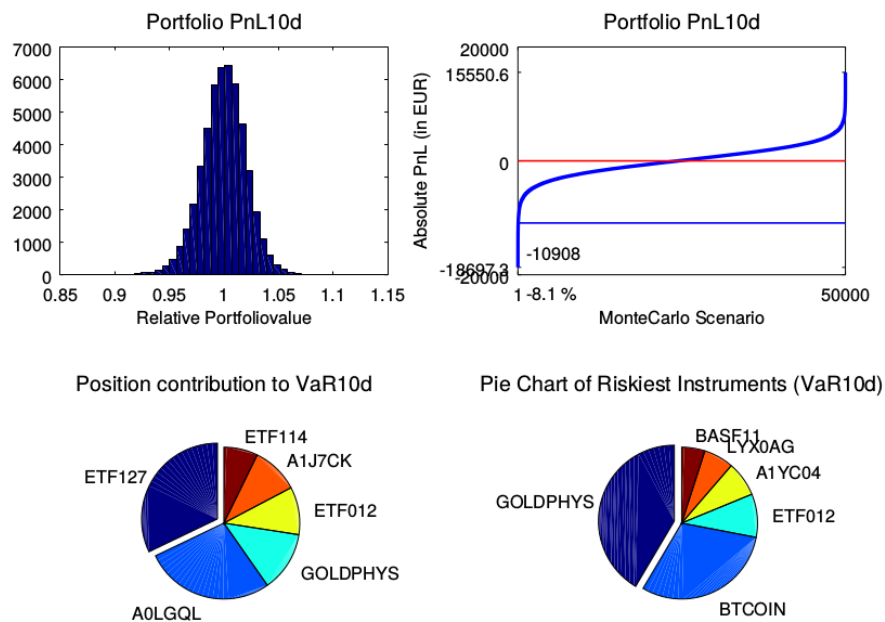 Portfolio PnL10d
7000
6000
5000
4000
3000
2000
1000
0
0.85 0.9 0.95 1 1.05 1.1 1.15
Relative Portfoliovalue
Portfolio PnL10d
Absolute PnL (in EUR)
20000
15550.6
0
-18697.3
-20000
-10908
1 -8.1 % 50000
MonteCarlo Scenario
Position contribution to VaR10d
ETF114
A1J7CK
ETF127
ETF012
GOLDPHYS
A0LGQL
Pie Chart of Riskiest Instruments (VaR10d)
BASF11
LYX0AG
A1YC04
GOLDPHYS
ETF012
BTCOIN